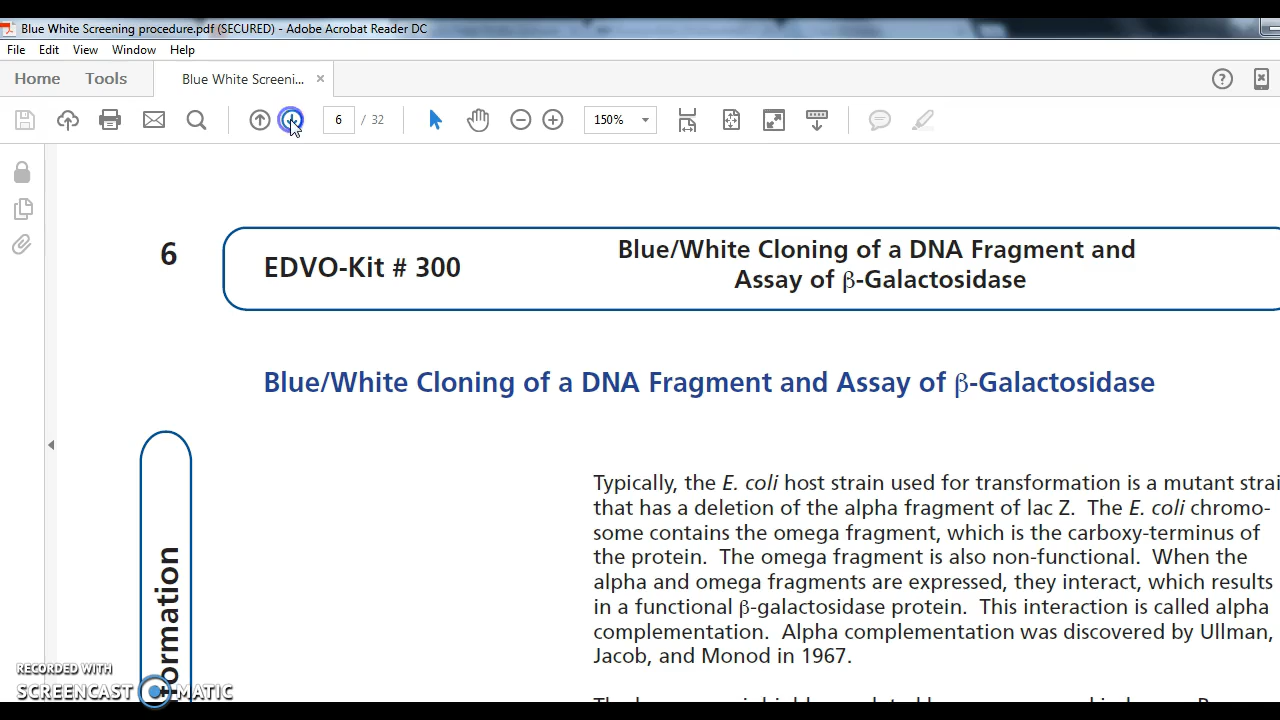 Blue White Screening procedure.pdf (SECURED) - Adobe Acrobat Reader DC
File Edit View Window Help
Home Tools Blue White Screeni... ×
6 / 32 150%
6
EDVO-Kit # 300
Blue/White Cloning of a DNA Fragment and
Assay of β-Galactosidase
Blue/White Cloning of a DNA Fragment and Assay of β-Galactosidase
Typically, the E. coli host strain used for transformation is a mutant strai
that has a deletion of the alpha fragment of lac Z. The E. coli chromo-
some contains the omega fragment, which is the carboxy-terminus of
the protein. The omega fragment is also non-functional. When the
alpha and omega fragments are expressed, they interact, which results
in a functional β-galactosidase protein. This interaction is called alpha
complementation. Alpha complementation was discovered by Ullman,
Jacob, and Monod in 1967.
formation
RECORDED WITH
SCREENCAST MATIC